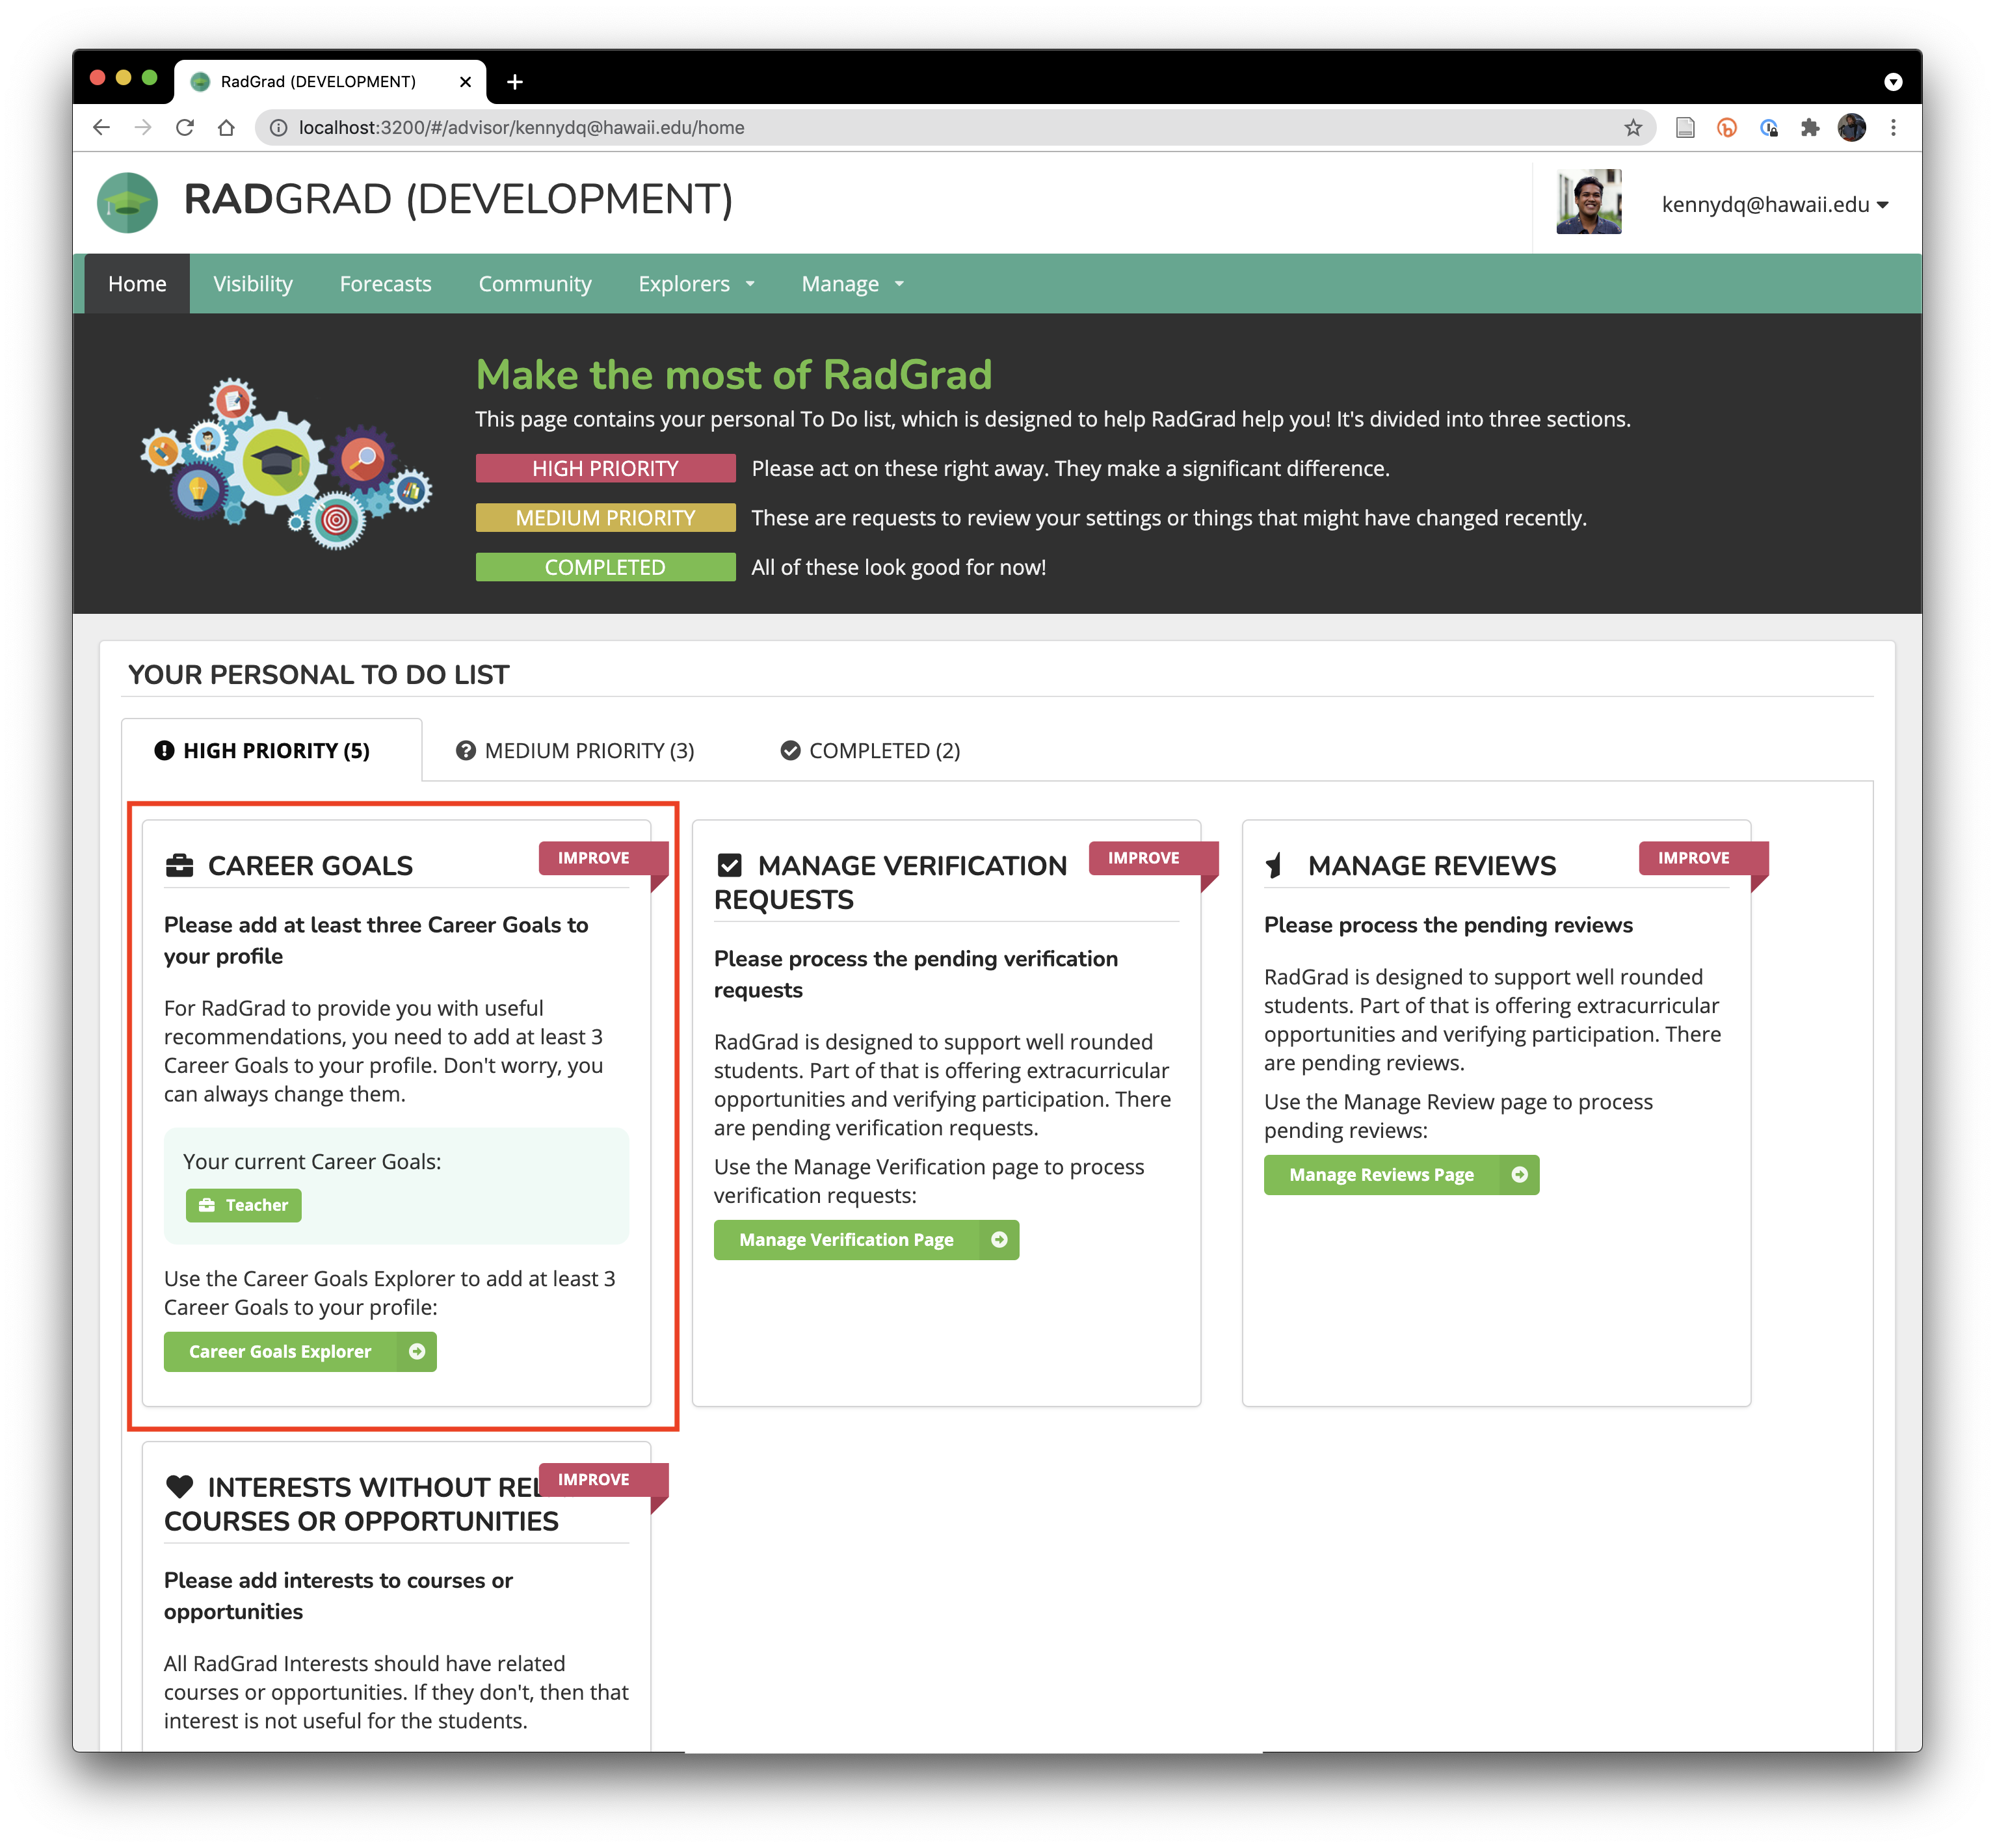 RadGrad (DEVELOPMENT)
localhost:3200/#/advisor/kennydq@hawaii.edu/home
RADGRAD (DEVELOPMENT)
kennydq@hawaii.edu
Home Visibility Forecasts Community Explorers Manage
Make the most of RadGrad
This page contains your personal To Do list, which is designed to help RadGrad help you! It's divided into three sections.
HIGH PRIORITY Please act on these right away. They make a significant difference.
MEDIUM PRIORITY These are requests to review your settings or things that might have changed recently.
COMPLETED All of these look good for now!
YOUR PERSONAL TO DO LIST
HIGH PRIORITY (5) MEDIUM PRIORITY (3) COMPLETED (2)
CAREER GOALS
IMPROVE
Please add at least three Career Goals to
your profile
For RadGrad to provide you with useful
recommendations, you need to add at least 3
Career Goals to your profile. Don't worry, you
can always change them.
Your current Career Goals:
Teacher
Use the Career Goals Explorer to add at least 3
Career Goals to your profile:
Career Goals Explorer
MANAGE VERIFICATION
REQUESTS
IMPROVE
Please process the pending verification
requests
RadGrad is designed to support well rounded
students. Part of that is offering extracurricular
opportunities and verifying participation. There
are pending verification requests.
Use the Manage Verification page to process
verification requests:
Manage Verification Page
MANAGE REVIEWS
IMPROVE
Please process the pending reviews
RadGrad is designed to support well rounded
students. Part of that is offering extracurricular
opportunities and verifying participation. There
are pending reviews.
Use the Manage Review page to process
pending reviews:
Manage Reviews Page
INTERESTS WITHOUT REL
COURSES OR OPPORTUNITIES
IMPROVE
Please add interests to courses or
opportunities
All RadGrad Interests should have related
courses or opportunities. If they don't, then that
interest is not useful for the students.